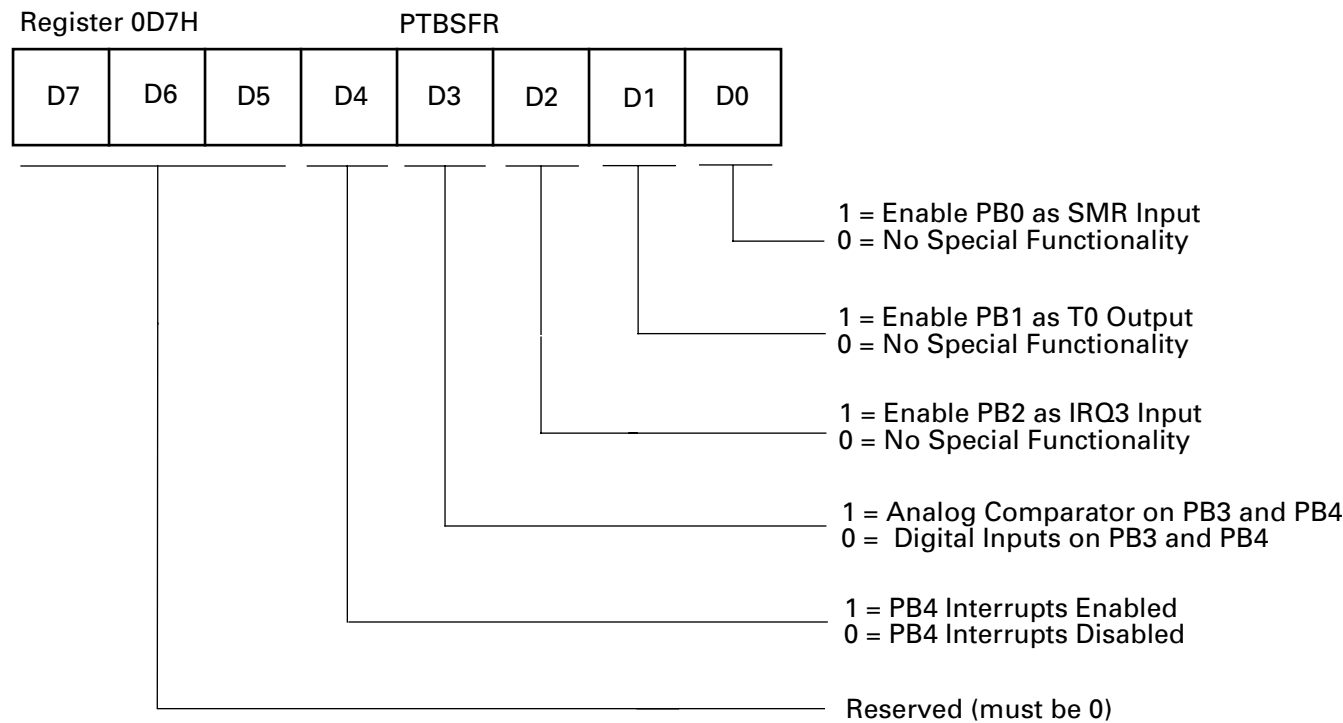 Register 0D7H PTBSFR
D7 D6 D5 D4 D3 D2 D1 D0
1 = Enable PB0 as SMR Input
0 = No Special Functionality
1 = Enable PB1 as T0 Output
0 = No Special Functionality
1 = Enable PB2 as IRQ3 Input
0 = No Special Functionality
1 = Analog Comparator on PB3 and PB4
0 = Digital Inputs on PB3 and PB4
1 = PB4 Interrupts Enabled
0 = PB4 Interrupts Disabled
Reserved (must be 0)